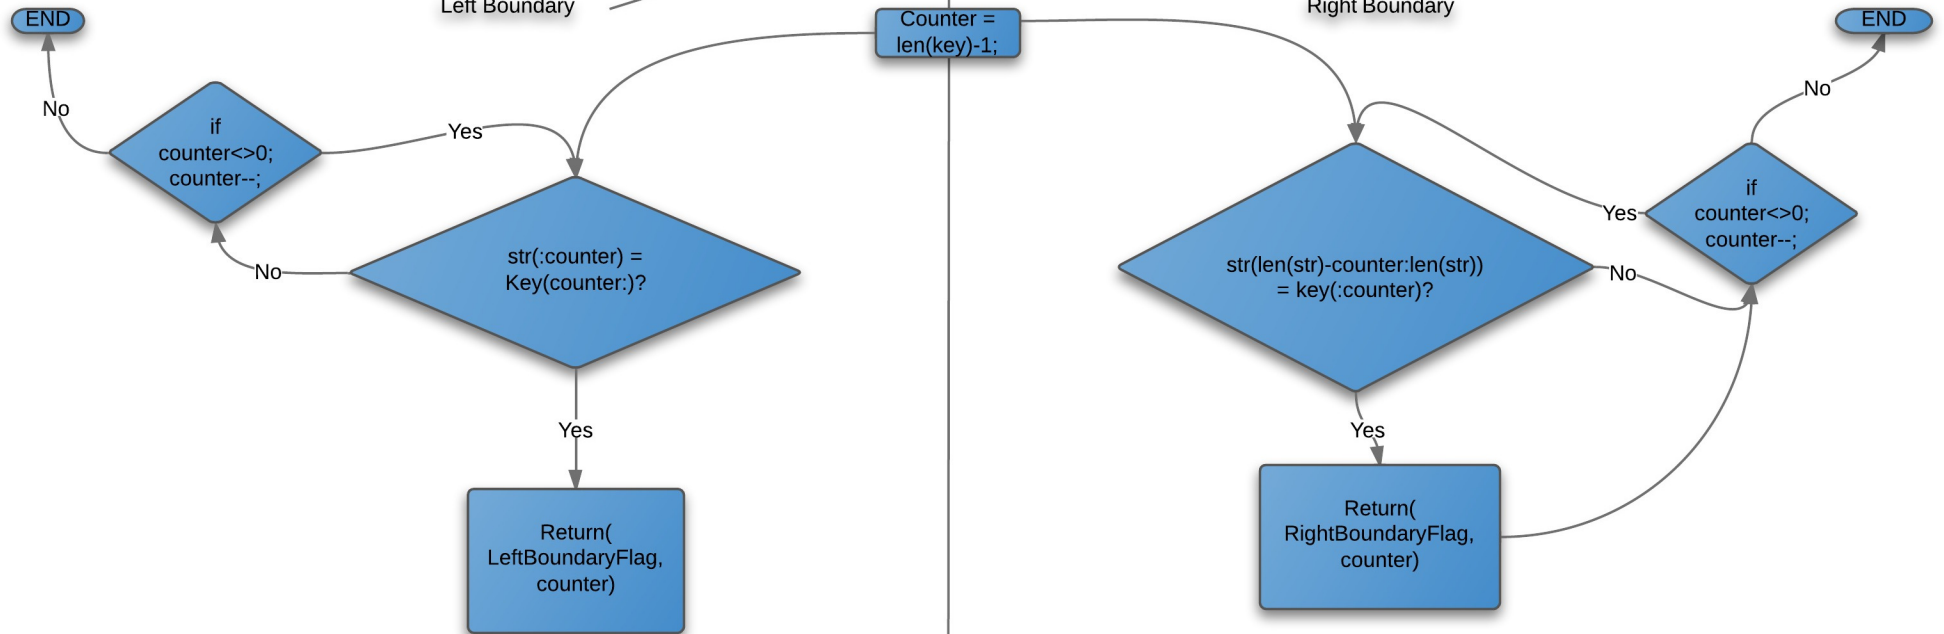 Left Boundary
Right Boundary
END
Counter =
len(key)-1;
END
No
if
counter<>0;
counter--;
Yes
No
str(:counter) =
Key(counter:)?
Yes
Return(
LeftBoundaryFlag,
counter)
No
if
counter<>0;
counter--;
Yes
No
str(len(str)-counter:len(str))
= key(:counter)?
Yes
Return(
RightBoundaryFlag,
counter)